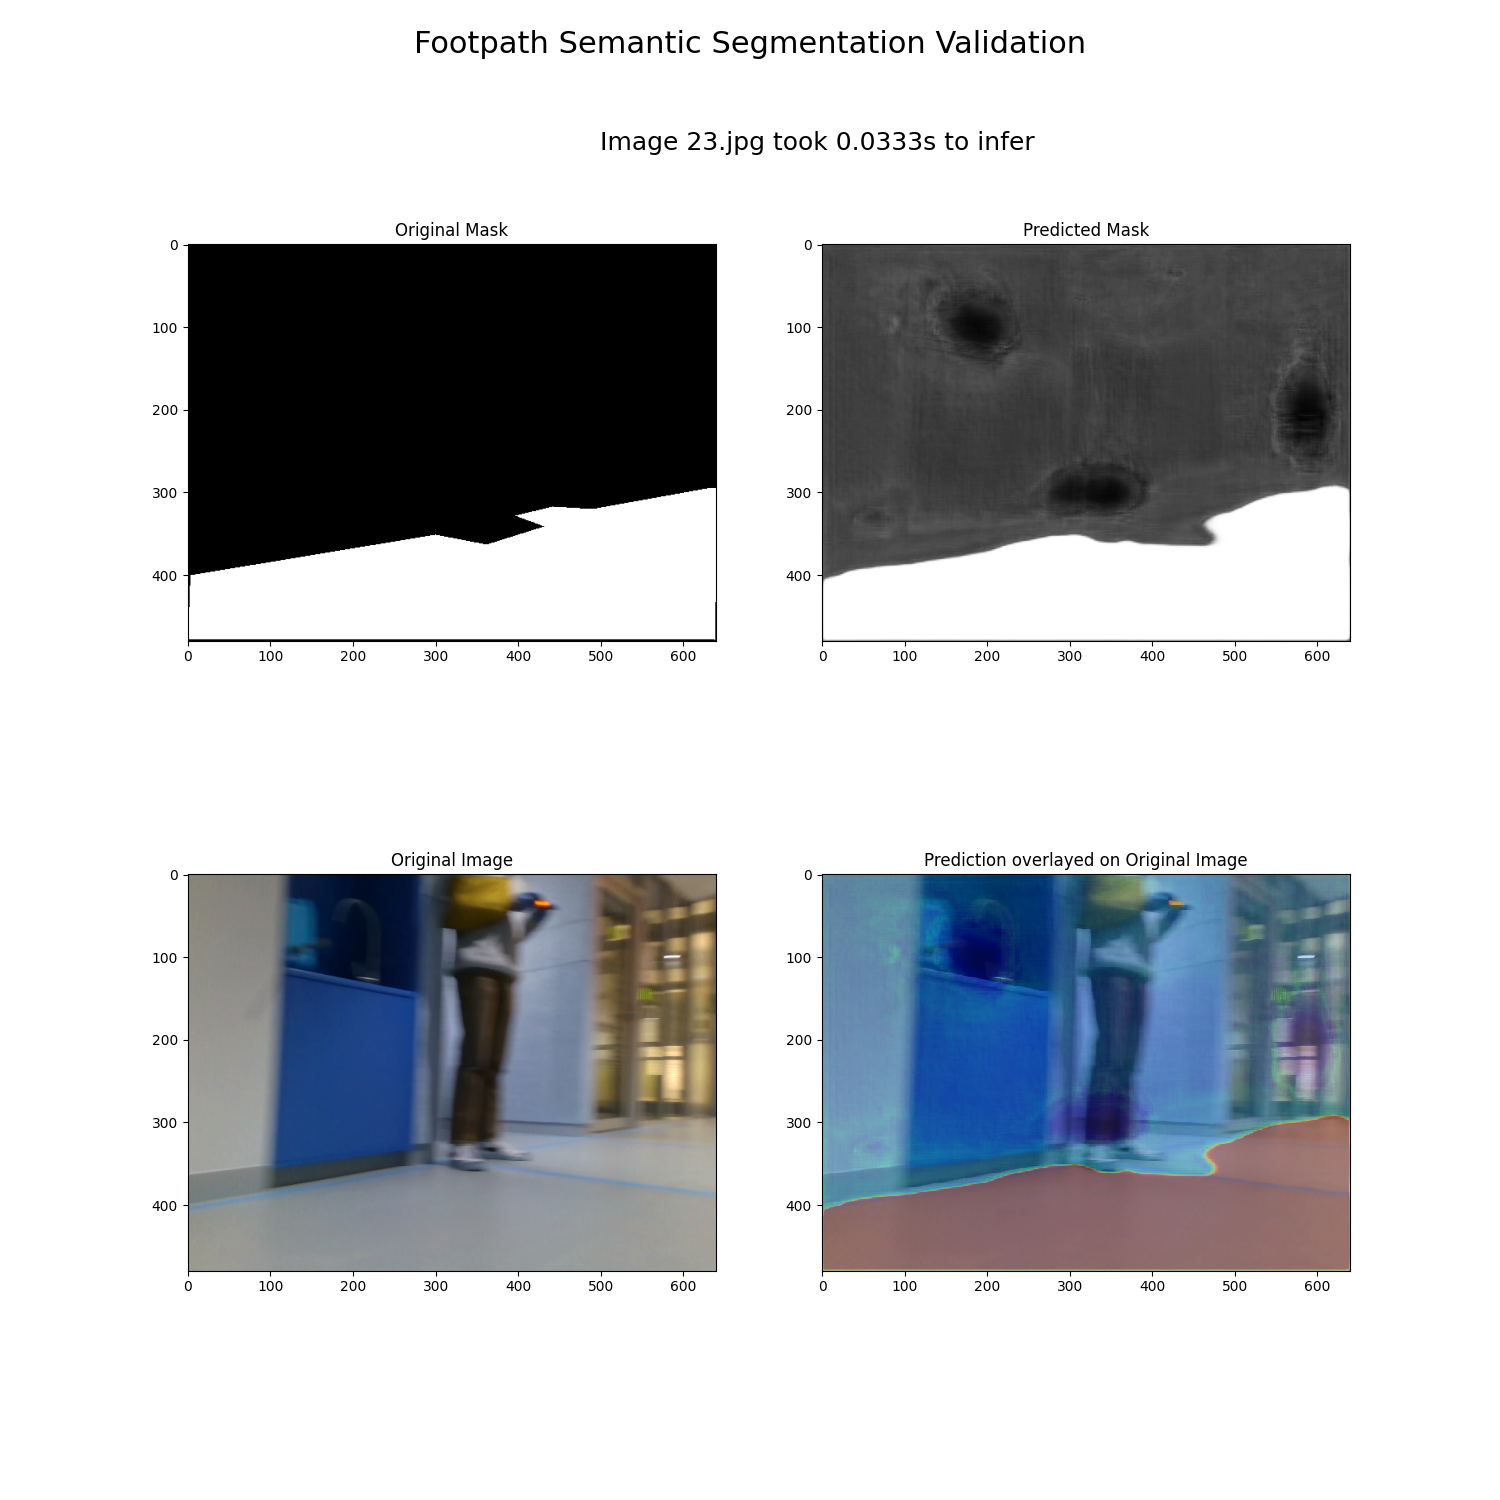 Footpath Semantic Segmentation Validation
Image 23.jpg took 0.0333s to infer
Original Mask
0
100
200
300
400
0 100 200 300 400 500 600
Predicted Mask
0
100
200
300
400
0 100 200 300 400 500 600
Original Image
0
100
200
300
400
0 100 200 300 400 500 600
Prediction overlayed on Original Image
0
100
200
300
400
0 100 200 300 400 500 600